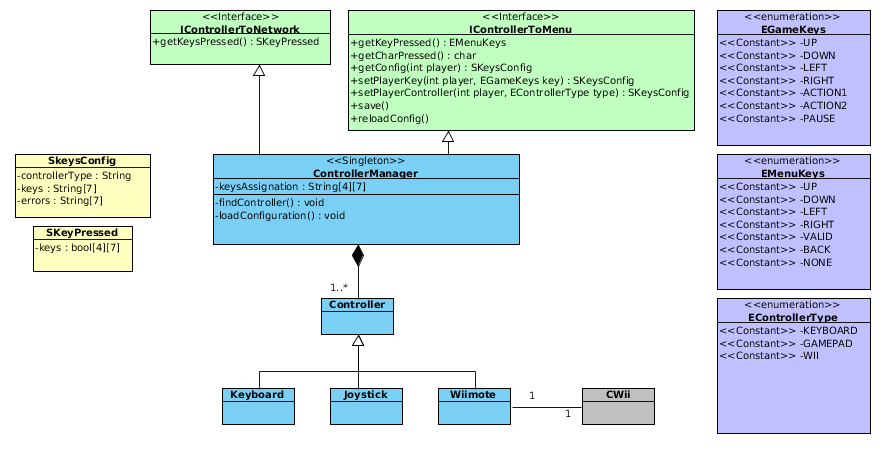 <<Interface>>
IControllerToNetwork
+getKeysPressed() : SKeyPressed
<<Interface>>
IControllerToMenu
+getKeyPressed() : EMenuKeys
+getCharPressed() : char
+getConfig(int player) : SKeysConfig
+setPlayerKey(int player, EGameKeys key) : SKeysConfig
+setPlayerController(int player, EControllerType type) : SKeysConfig
+save()
+reloadConfig()
<<enumeration>>
EGameKeys
<<Constant>> -UP
<<Constant>> -DOWN
<<Constant>> -LEFT
<<Constant>> -RIGHT
<<Constant>> -ACTION1
<<Constant>> -ACTION2
<<Constant>> -PAUSE
SkeysConfig
-controllerType : String
-keys : String[7]
-errors : String[7]
SKeyPressed
-keys : bool[4][7]
<<Singleton>>
ControllerManager
-keysAssignation : String[4][7]
-findController() : void
-loadConfiguration() : void
<<enumeration>>
EMenuKeys
<<Constant>> -UP
<<Constant>> -DOWN
<<Constant>> -LEFT
<<Constant>> -RIGHT
<<Constant>> -VALID
<<Constant>> -BACK
<<Constant>> -NONE
1..*
Controller
<<enumeration>>
EControllerType
<<Constant>> -KEYBOARD
<<Constant>> -GAMEPAD
<<Constant>> -WII
Keyboard
Joystick
Wiimote
1
1
CWii